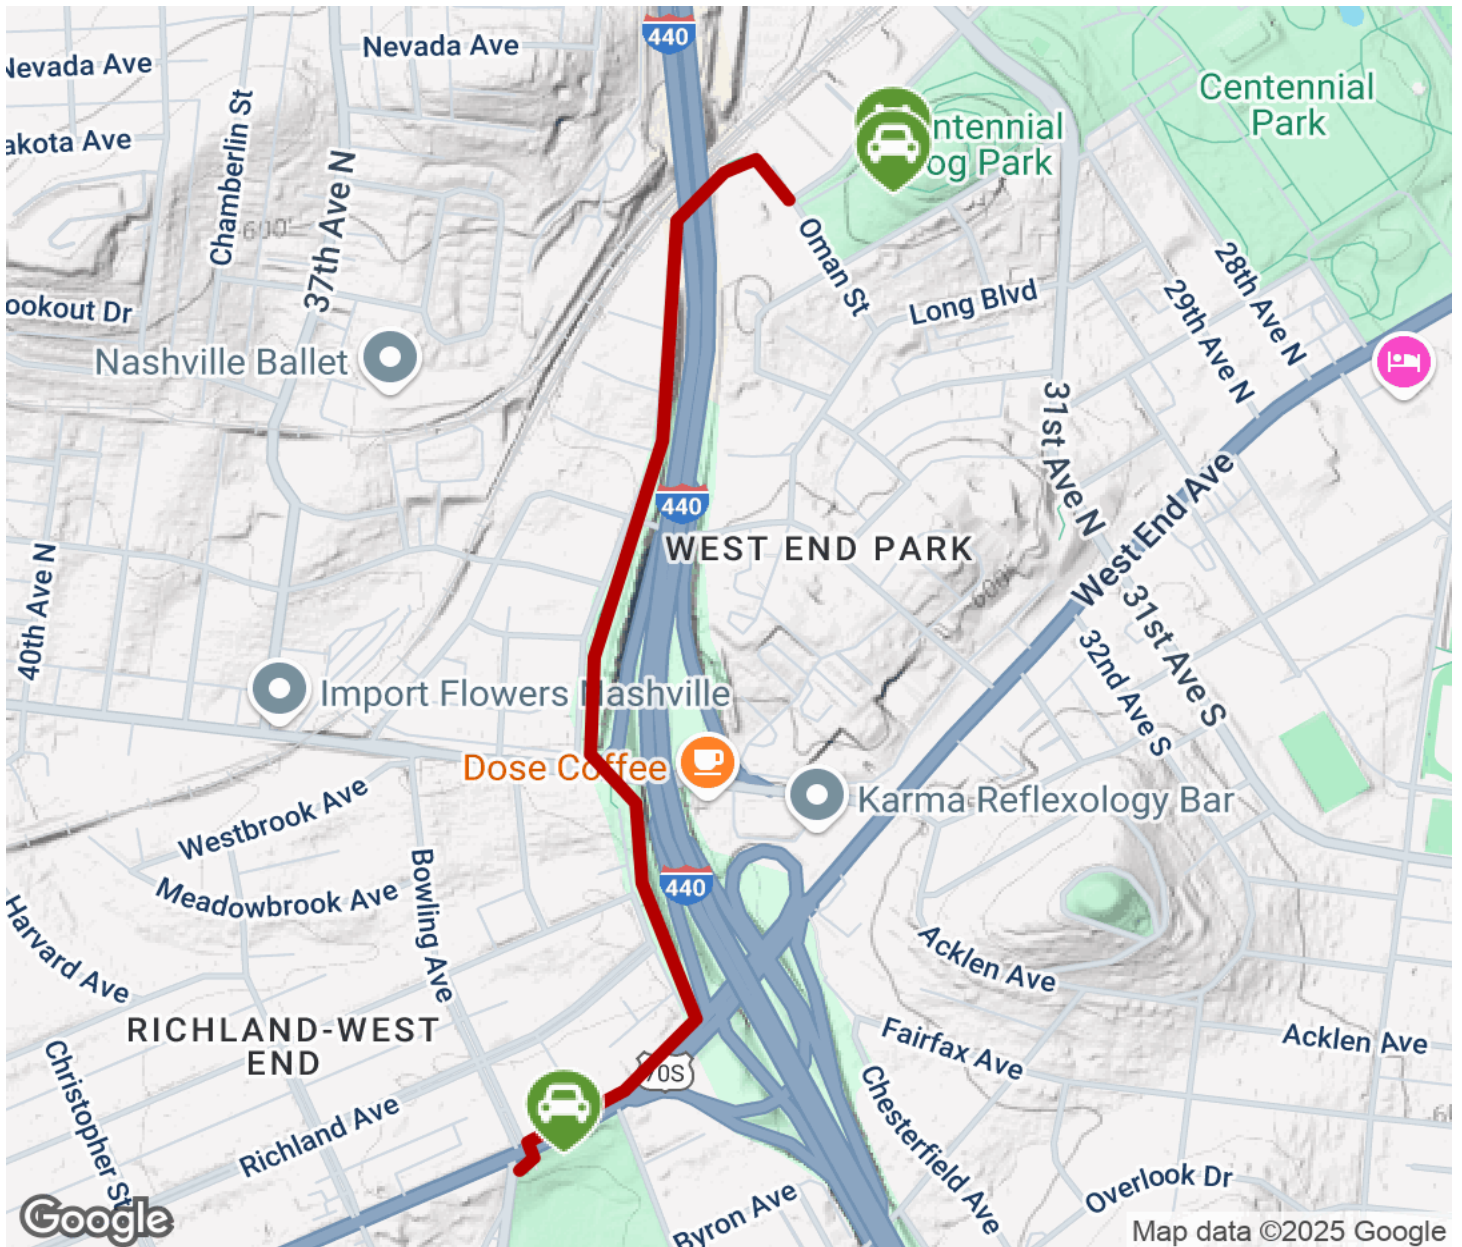 440
Nevada Ave
Nevada Ave
Centennial
Park
Chamberlin St
ntennial
og Park
akota Ave
37th Ave N
600'
Oman St
28th Ave N
29th Ave N
Long Blvd
ookout Dr
Nashville Ballet
31st Ave N
West End Ave
440
WEST END PARK
600'
40th Ave N
31st Ave S
32nd Ave S
Import Flowers Nashville
Dose Coffee
Karma Reflexology Bar
Westbrook Ave
Bowling Ave
Meadowbrook Ave
440
Harvard Ave
Acklen Ave
RICHLAND-WEST
END
Fairfax Ave
Acklen Ave
Christopher St
70S
Chesterfield Ave
Richland Ave
Overlook Dr
Byron Ave
Google
Map data ©2025 Google